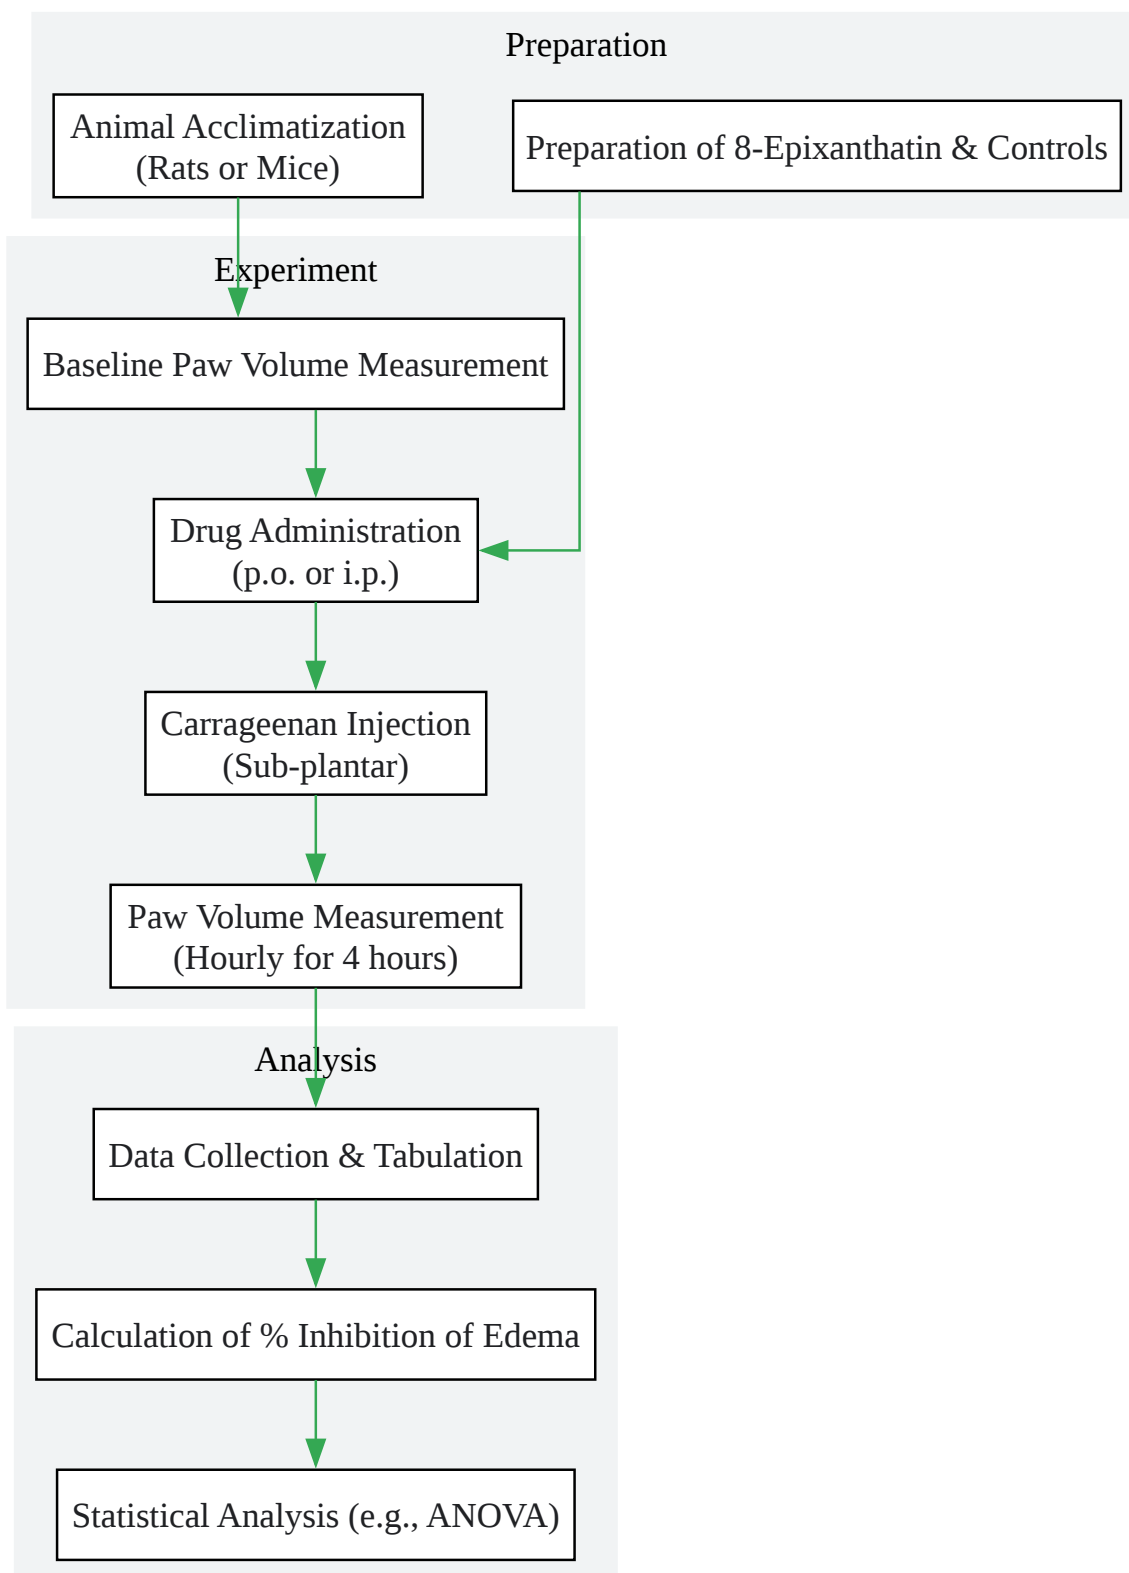 Preparation
Animal Acclimatization
(Rats or Mice)
Preparation of 8-Epixanthatin & Controls
Experiment
Baseline Paw Volume Measurement
Drug Administration
(p.o. or i.p.)
Carrageenan Injection
(Sub-plantar)
Paw Volume Measurement
(Hourly for 4 hours)
Analysis
Data Collection & Tabulation
Calculation of % Inhibition of Edema
Statistical Analysis (e.g., ANOVA)